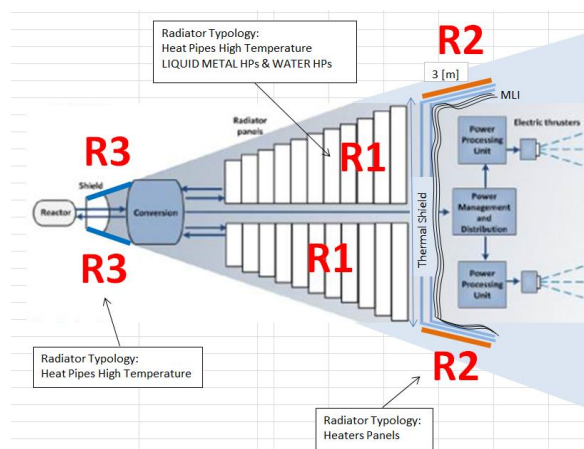 Radiator Typology:
Heat Pipes High Temperature
LIQUID METAL HPs & WATER HPs
R2
3 [m]
MLI
Radiator
panels
Electric thrusters
R3
R1
Power
Processing
Unit
Shield
Reactor
Conversion
Thermal Shield
Power
Management
and
Distribution
R3
R1
Power
Processing
Unit
R2
Radiator Typology:
Heat Pipes High Temperature
Radiator Typology:
Heaters Panels